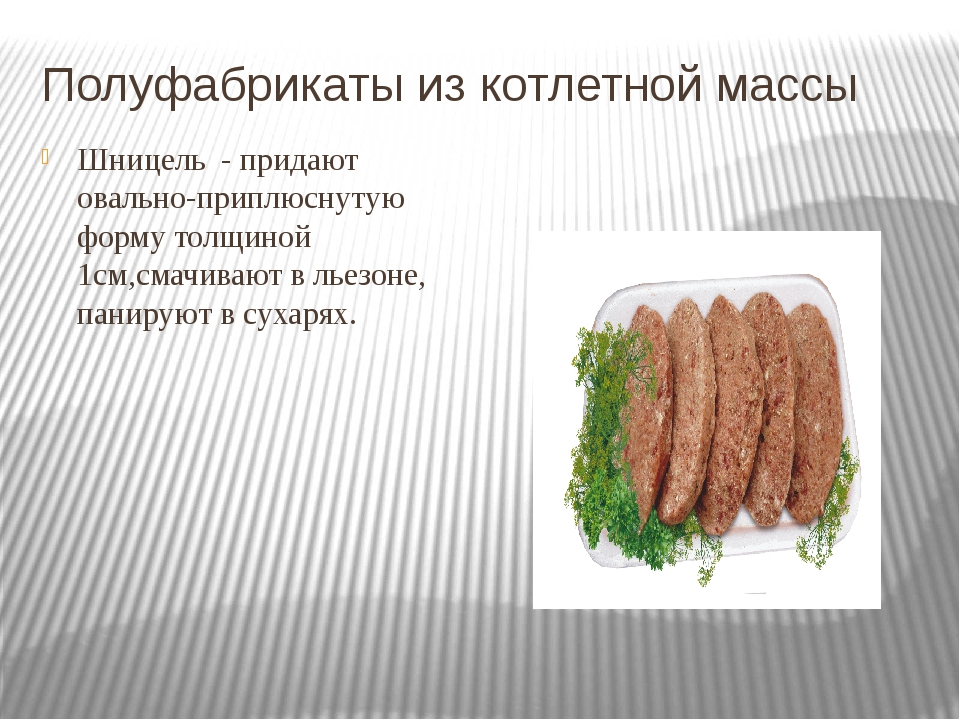 Полуфабрикаты из котлетной массы
Шницель - придают
овально-приплюснутую
форму толщиной
1см,смачивают в льезоне,
панируют в сухарях.